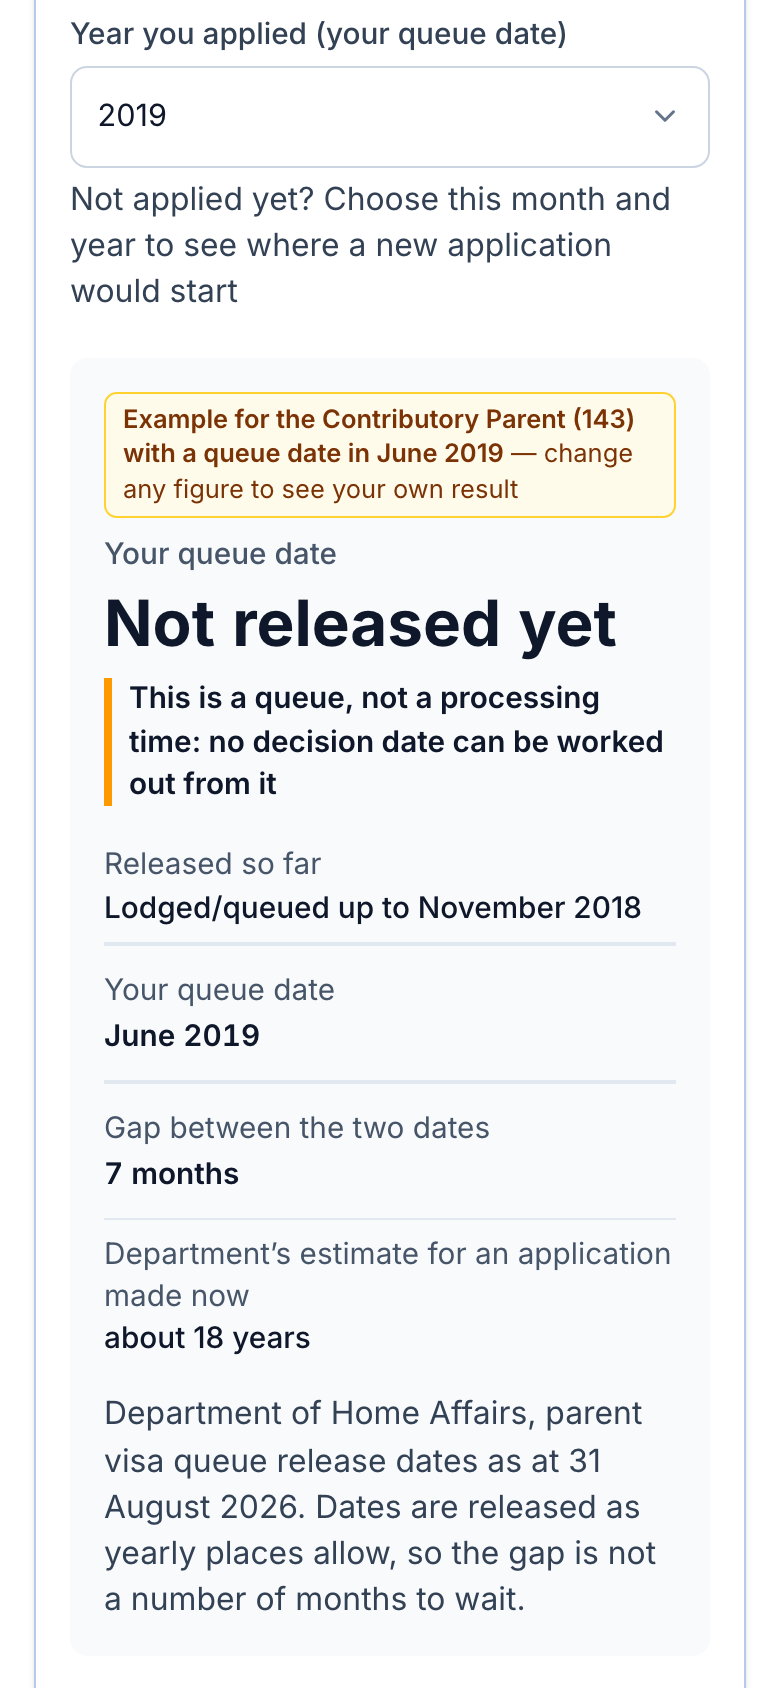 Year you applied (your queue date)
2019
Not applied yet? Choose this month and
year to see where a new application
would start
Example for the Contributory Parent (143)
with a queue date in June 2019 — change
any figure to see your own result
Your queue date
Not released yet
This is a queue, not a processing
time: no decision date can be worked
out from it
Released so far
Lodged/queued up to November 2018
Your queue date
June 2019
Gap between the two dates
7 months
Department’s estimate for an application
made now
about 18 years
Department of Home Affairs, parent
visa queue release dates as at 31
August 2026. Dates are released as
yearly places allow, so the gap is not
a number of months to wait.